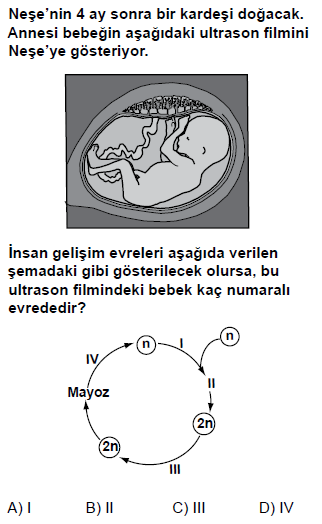 Neşe'nin 4 ay sonra bir kardeşi doğacak.
Annesi bebeğin aşağıdaki ultrason filmini
Neşe'ye gösteriyor.
İnsan gelişim evreleri aşağıda verilen
şemadaki gibi gösterilecek olursa, bu
ultrason filmindeki bebek kaç numaralı
evrededir?
n
I
n
IV
II
Mayoz
2n
2n
III
A) I B) II C) III D) IV